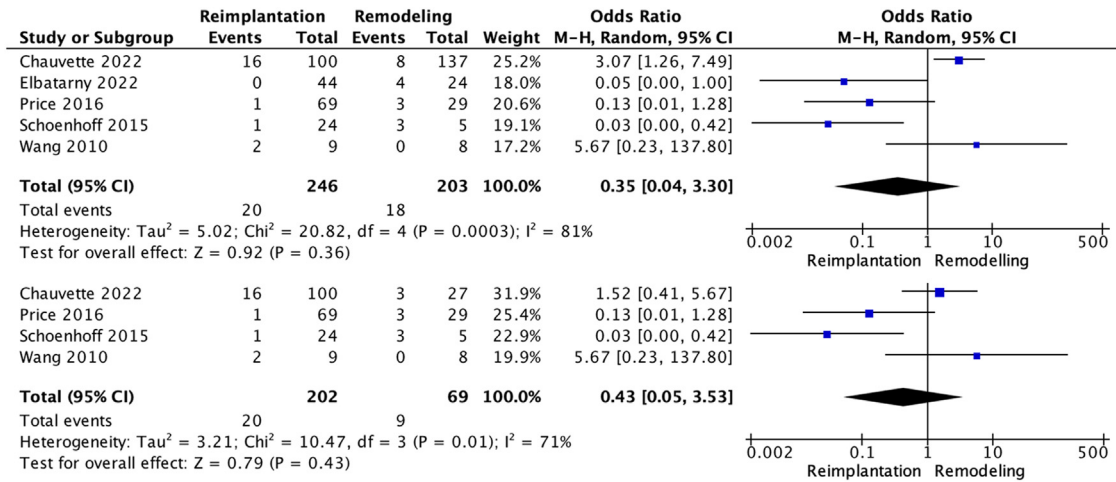 Reimplantation Remodeling Odds Ratio Odds Ratio
Study or Subgroup Events Total Events Total Weight M-H, Random, 95% CI M-H, Random, 95% CI
Chauvette 2022 16 100 8 137 25.2% 3.07 [1.26, 7.49]
Elbatarny 2022 0 44 4 24 18.0% 0.05 [0.00, 1.00]
Price 2016 1 69 3 29 20.6% 0.13 [0.01, 1.28]
Schoenhoff 2015 1 24 3 5 19.1% 0.03 [0.00, 0.42]
Wang 2010 2 9 0 8 17.2% 5.67 [0.23, 137.80]
Total (95% CI) 246 203 100.0% 0.35 [0.04, 3.30]
Total events 20 18
Heterogeneity: Tau² = 5.02; Chi² = 20.82, df = 4 (P = 0.0003); I² = 81%
Test for overall effect: Z = 0.92 (P = 0.36)
0.002 0.1 1 10 500
Reimplantation Remodelling
Chauvette 2022 16 100 3 27 31.9% 1.52 [0.41, 5.67]
Price 2016 1 69 3 29 25.4% 0.13 [0.01, 1.28]
Schoenhoff 2015 1 24 3 5 22.9% 0.03 [0.00, 0.42]
Wang 2010 2 9 0 8 19.9% 5.67 [0.23, 137.80]
Total (95% CI) 202 69 100.0% 0.43 [0.05, 3.53]
Total events 20 9
Heterogeneity: Tau² = 3.21; Chi² = 10.47, df = 3 (P = 0.01); I² = 71%
Test for overall effect: Z = 0.79 (P = 0.43)
0.002 0.1 1 10 500
Reimplantation Remodelling